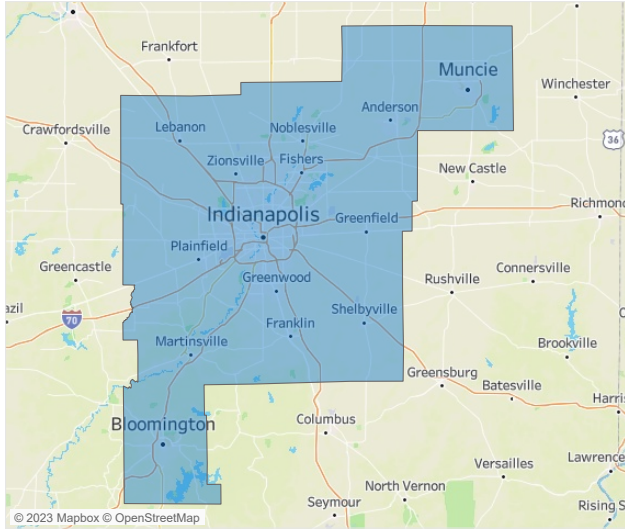 Frankfort
Muncie
Winchester
Anderson
Crawfordsville
Lebanon
Noblesville
36
Zionsville
Fishers
New Castle
Indianapolis
Richmond
Greenfield
Plainfield
Greencastle
Connersville
Greenwood
Rushville
azil
70
Shelbyville
Franklin
Martinsville
Brookville
Greensburg
Batesville
Harris
Bloomington
Columbus
Lawrence
Versailles
North Vernon
Seymour
Rising S
© 2023 Mapbox © OpenStreetMap